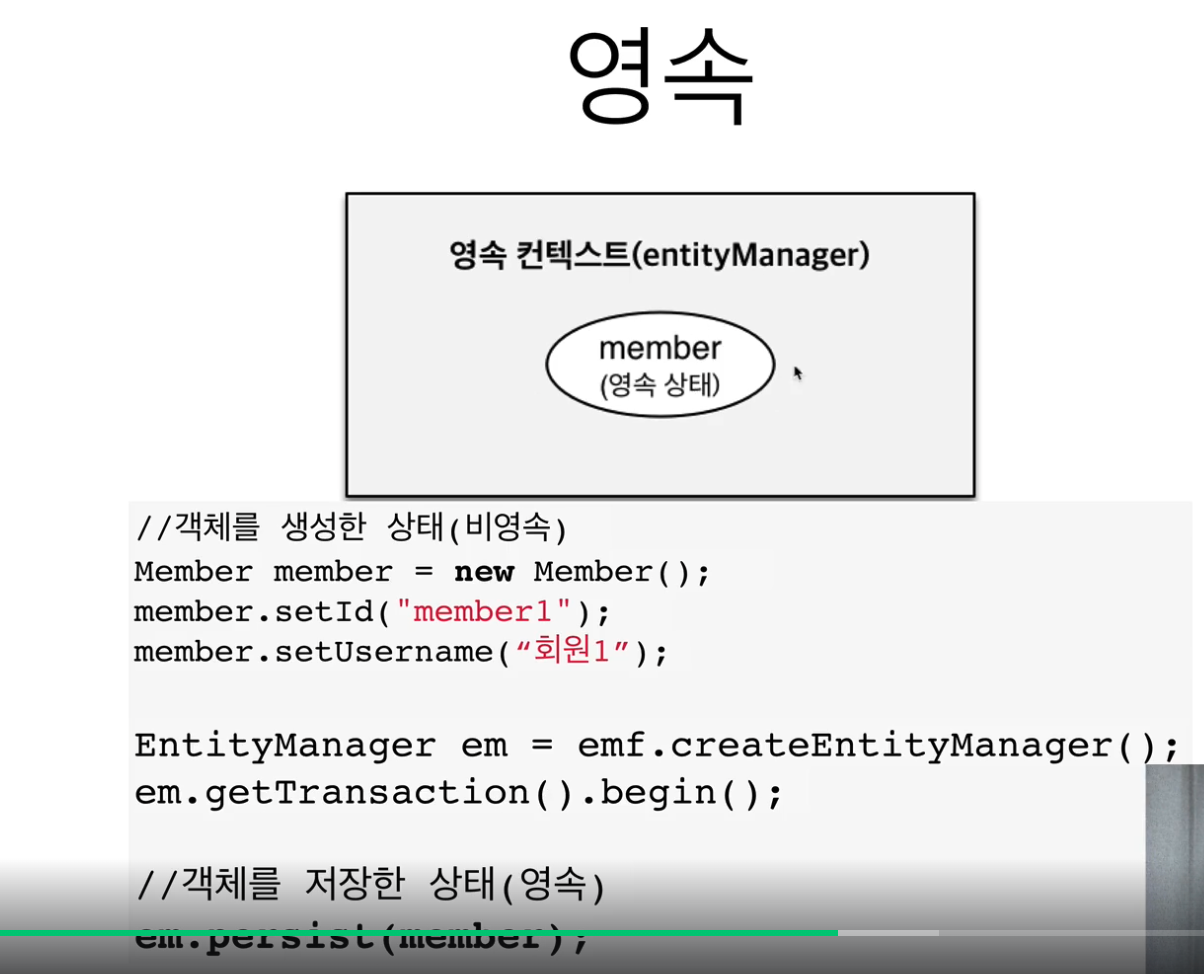 영속
영속 컨텍스트(entityManager)
member
(영속 상태)
//객체를 생성한 상태(비영속)
Member member = new Member();
member.setId("member1");
member.setUsername(“회원1”);
EntityManager em = emf.createEntityManager();
em.getTransaction().begin();
//객체를 저장한 상태(영속)
em.persist(member);